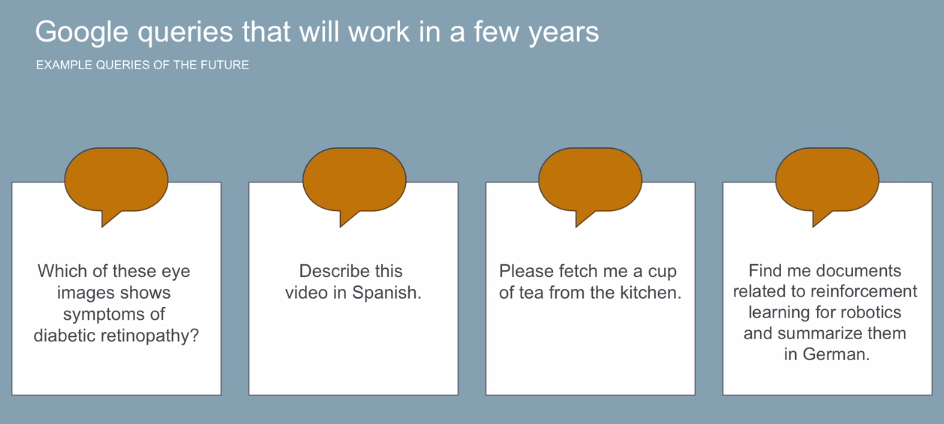 Google queries that will work in a few years
EXAMPLE QUERIES OF THE FUTURE
Which of these eye
images shows
symptoms of
diabetic retinopathy?
Describe this
video in Spanish.
Please fetch me a cup
of tea from the kitchen.
Find me documents
related to reinforcement
learning for robotics
and summarize them
in German.